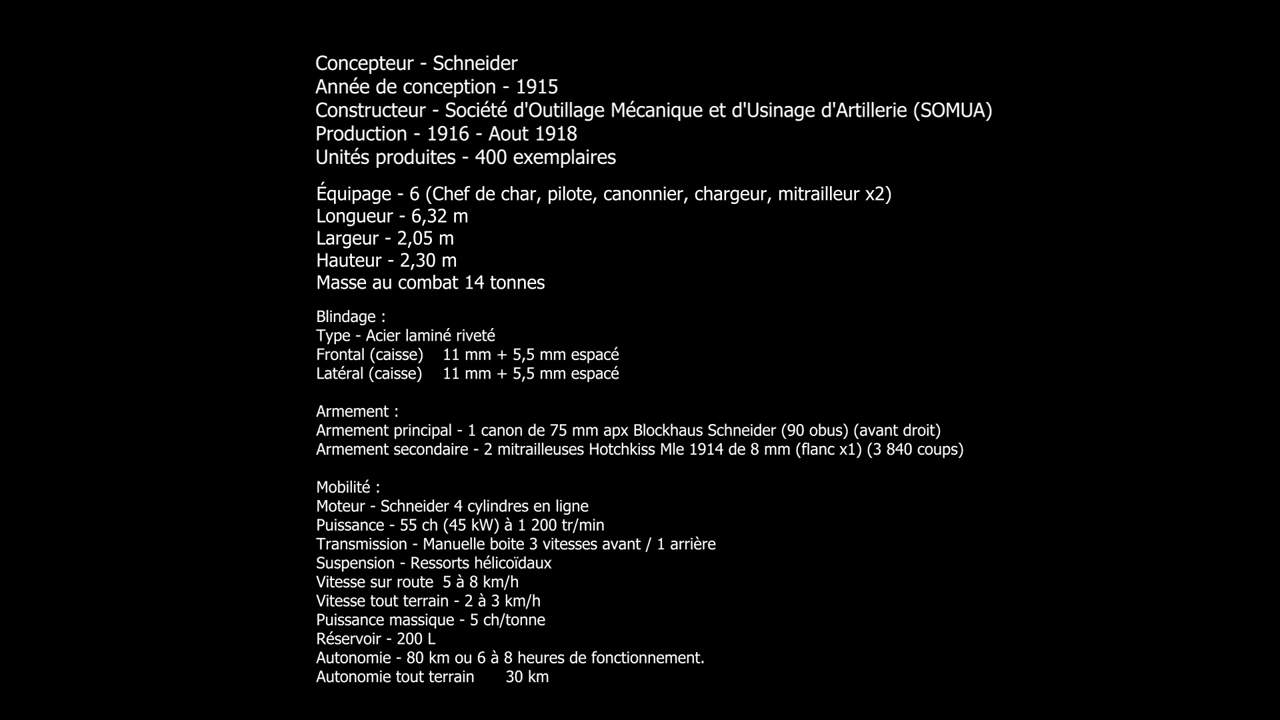 Concepteur - Schneider
Année de conception - 1915
Constructeur - Société d'Outillage Mécanique et d'Usinage d'Artillerie (SOMUA)
Production - 1916 - Aout 1918
Unités produites - 400 exemplaires
Équipage - 6 (Chef de char, pilote, canonnier, chargeur, mitrailleur x2)
Longueur - 6,32 m
Largeur - 2,05 m
Hauteur - 2,30 m
Masse au combat 14 tonnes
Blindage :
Type - Acier laminé riveté
Frontal (caisse) 11 mm + 5,5 mm espacé
Latéral (caisse) 11 mm + 5,5 mm espacé
Armement :
Armement principal - 1 canon de 75 mm apx Blockhaus Schneider (90 obus) (avant droit)
Armement secondaire - 2 mitrailleuses Hotchkiss Mle 1914 de 8 mm (flanc x1) (3 840 coups)
Mobilité :
Moteur - Schneider 4 cylindres en ligne
Puissance - 55 ch (45 kW) à 1 200 tr/min
Transmission - Manuelle boite 3 vitesses avant / 1 arrière
Suspension - Ressorts hélicoïdaux
Vitesse sur route 5 à 8 km/h
Vitesse tout terrain - 2 à 3 km/h
Puissance massique - 5 ch/tonne
Réservoir - 200 L
Autonomie - 80 km ou 6 à 8 heures de fonctionnement.
Autonomie tout terrain 30 km